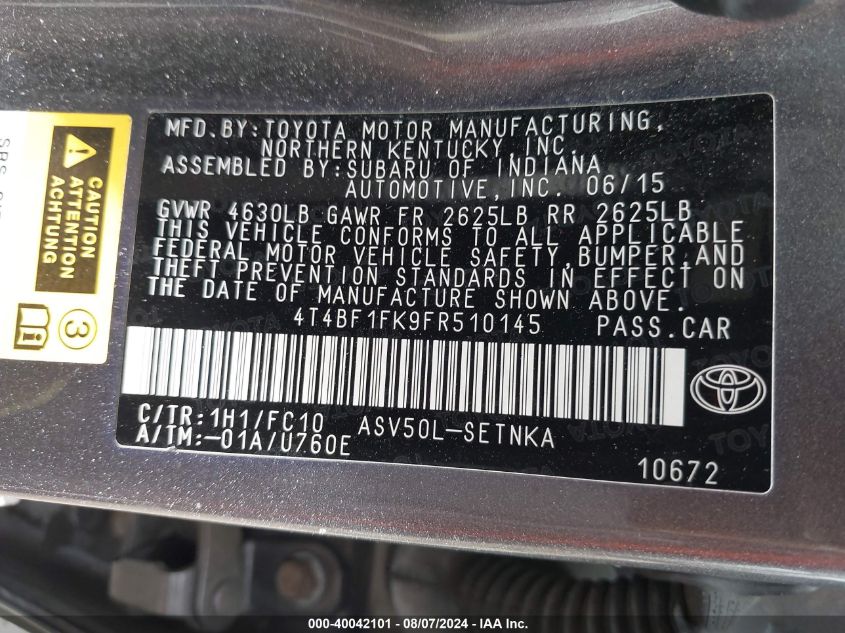 CAUTION
ATTENTION
ACHTUNG
3
MFD.BY:TOYOTA MOTOR MANUFACTURING,
NORTHERN KENTUCKY, INC.
ASSEMBLED BY:SUBARU OF INDIANA
AUTOMOTIVE,INC. 06/15
GVWR 4630LB GAWR FR 2625LB RR 2625LB
THIS VEHICLE CONFORMS TO ALL APPLICABLE
FEDERAL MOTOR VEHICLE SAFETY,BUMPER,AND
THEFT PREVENTION STANDARDS IN EFFECT ON
THE DATE OF MANUFACTURE SHOWN ABOVE.
4T4BF1FK9FR510145 PASS.CAR
C/TR:1H1/FC10 ASV50L-SETNKA
A/TM:-01A/U760E
10672
000-40042101 - 08/07/2024 - IAA Inc.